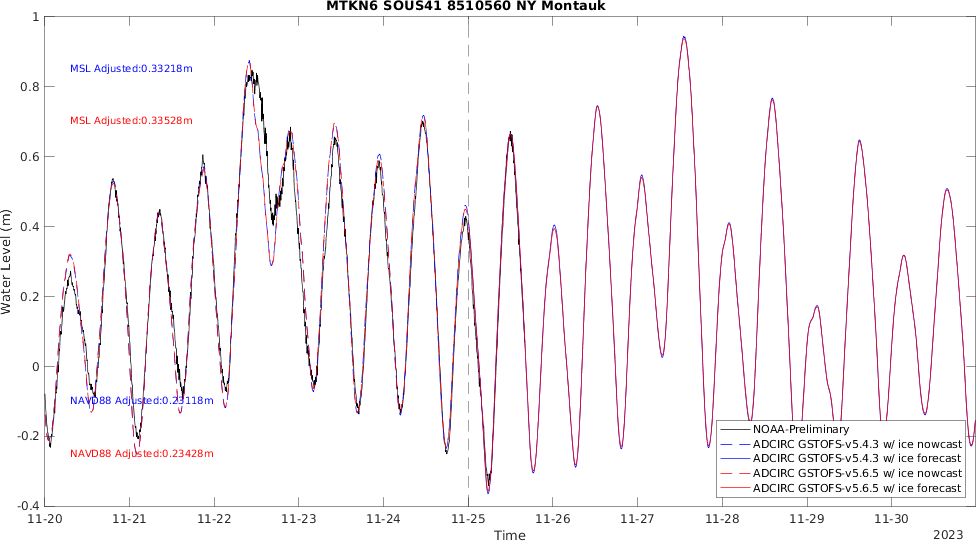 MTKN6 SOUS41 8510560 NY Montauk
1
0.8
0.6
0.4
0.2
0
-0.2
-0.4
Water Level (m)
MSL Adjusted:0.33218m
MSL Adjusted:0.33528m
NAVD88 Adjusted:0.23118m
NAVD88 Adjusted:0.23428m
NOAA-Preliminary
ADCIRC GSTOFS-v5.4.3 w/ ice nowcast
ADCIRC GSTOFS-v5.4.3 w/ ice forecast
ADCIRC GSTOFS-v5.6.5 w/ ice nowcast
ADCIRC GSTOFS-v5.6.5 w/ ice forecast
11-20 11-21 11-22 11-23 11-24 11-25 11-26 11-27 11-28 11-29 11-30
Time
2023